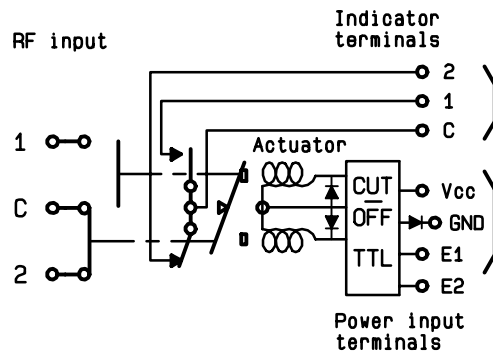 RF input
Indicator
terminals
2
1
C
1
C
2
Actuator
CUT
OFF
TTL
Vcc
GND
E1
E2
Power input
terminals